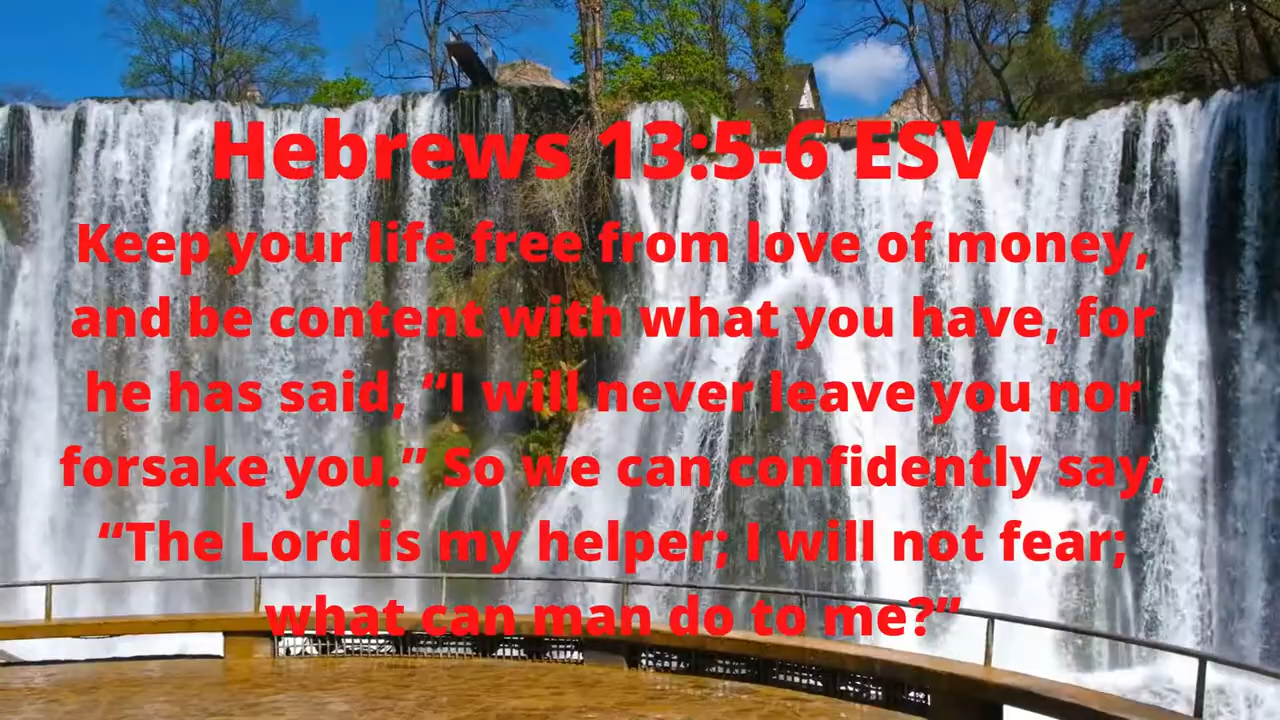 Hebrews 13:5-6 ESV
Keep your life free from love of money,
and be content with what you have, for
he has said, “I will never leave you nor
forsake you.” So we can confidently say,
“The Lord is my helper; I will not fear;
what can man do to me?”